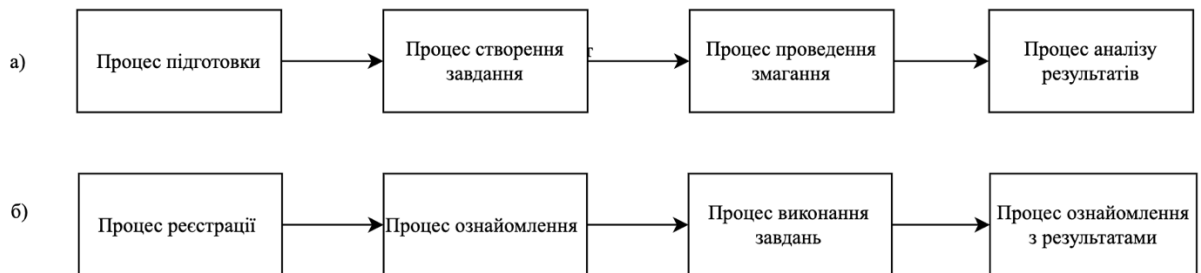 а)
Процес підготовки
Процес створення
завдання
т
Процес проведення
змагання
Процес аналізу
результатів
б)
Процес реєстрації
Процес ознайомлення
Процес виконання
завдань
Процес ознайомлення
з результатами